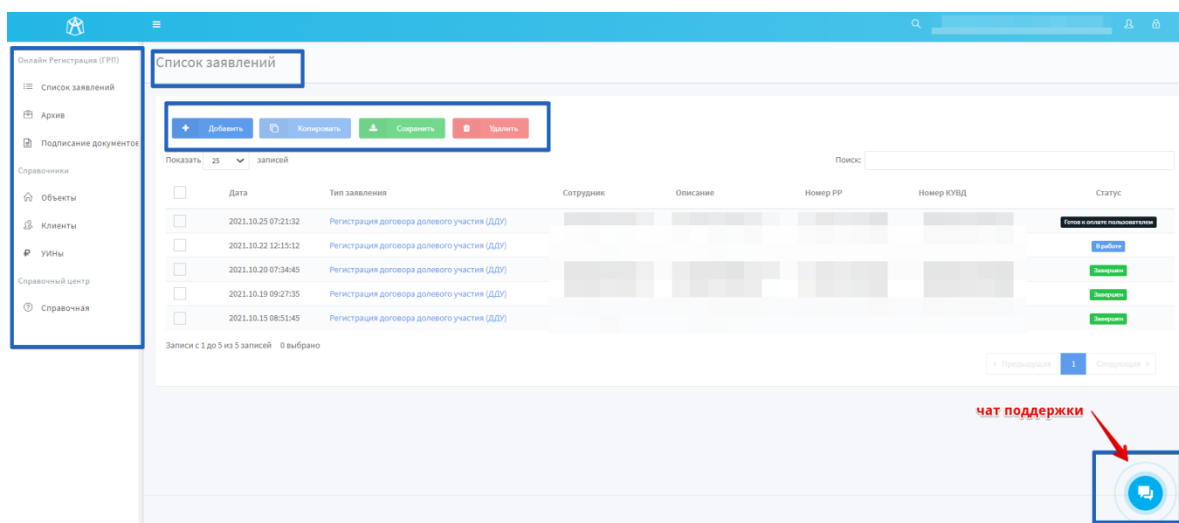 Онлайн Регистрация (ГРП)
Список заявлений
Список заявлений
Архив
Подписание документов
Справочники
Объекты
Клиенты
УИНы
Справочный центр
Справочная
Добавить Копировать Сохранить Удалить
Показать 25 записей Поиск:
Дата Тип заявления Сотрудник Описание Номер РР Номер КУВД Статус
2021.10.25 07:21:32 Регистрация договора долевого участия (ДДУ) Готов к оплате пользователем
2021.10.22 12:15:12 Регистрация договора долевого участия (ДДУ) В работе
2021.10.20 07:34:45 Регистрация договора долевого участия (ДДУ) Завершен
2021.10.19 09:27:35 Регистрация договора долевого участия (ДДУ) Завершен
2021.10.15 08:51:45 Регистрация договора долевого участия (ДДУ) Завершен
Записи с 1 до 5 из 5 записей 0 выбрано
Предыдущая 1 Следующая
чат поддержки